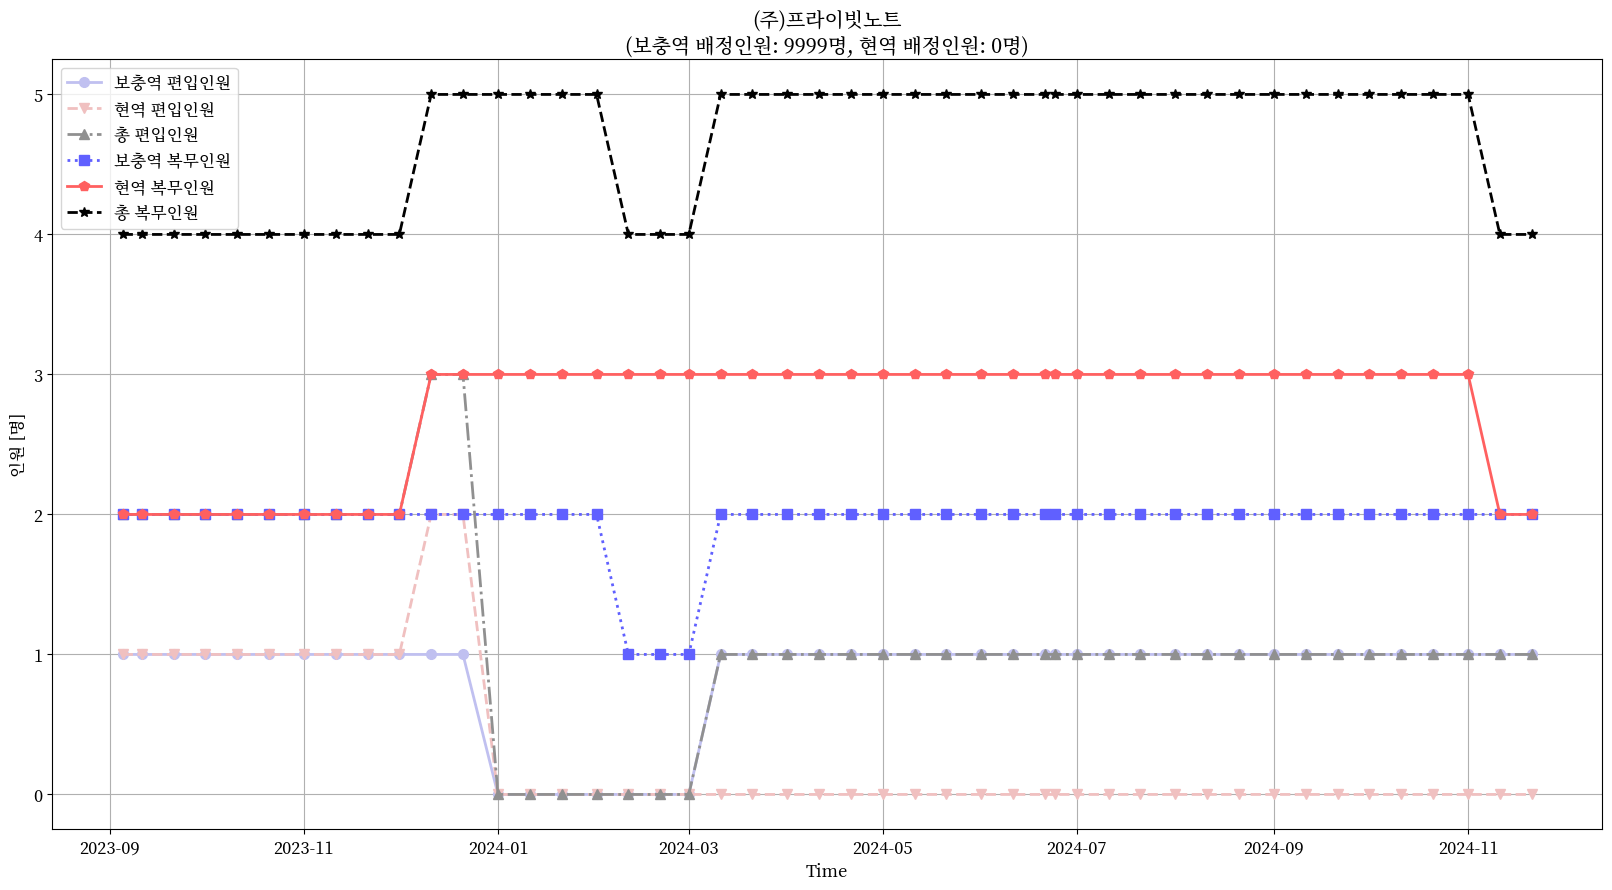 (주)프라이빗노트
(보충역 배정인원: 9999명, 현역 배정인원: 0명)
보충역 편입인원
현역 편입인원
총 편입인원
보충역 복무인원
현역 복무인원
총 복무인원
5
4
3
2
1
0
인원 [명]
2023-09
2023-11
2024-01
2024-03
2024-05
2024-07
2024-09
2024-11
Time